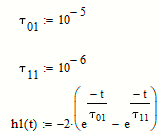 τ₀₁ := 10⁻⁵
τ₁₁ := 10⁻⁶
h1(t) := -2·(e^(-t/τ₀₁) - e^(-t/τ₁₁))